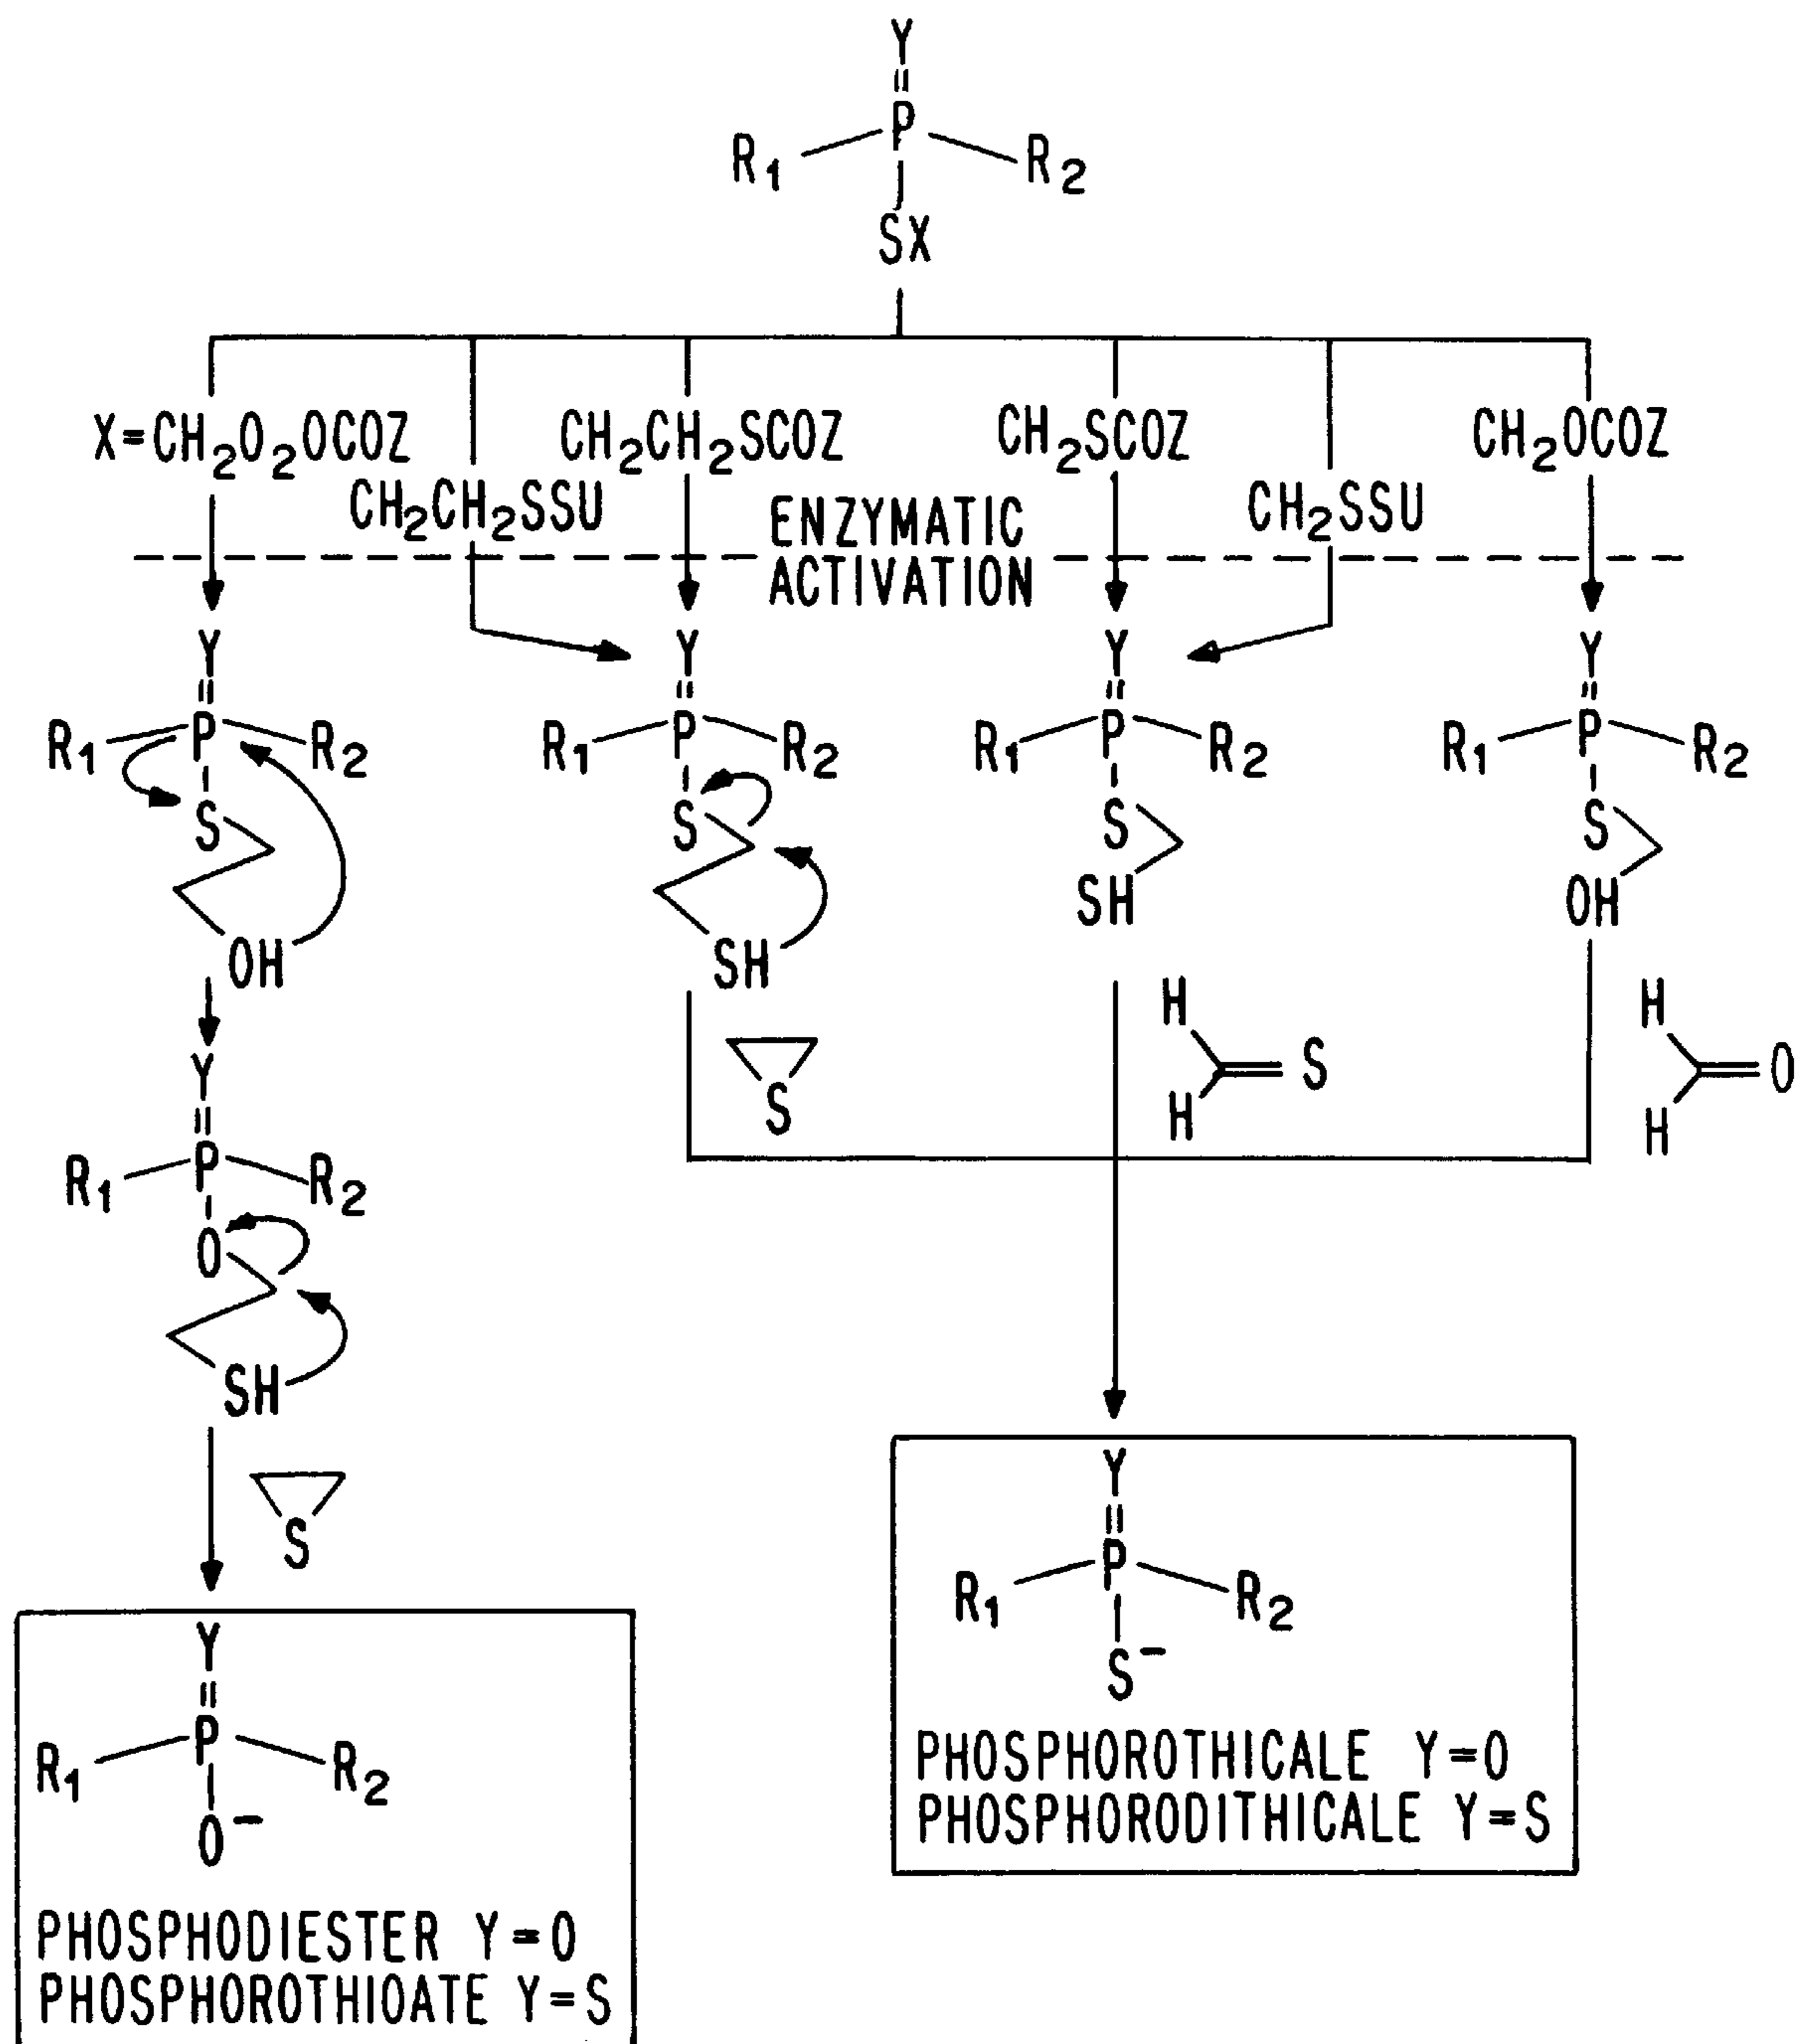 Y
P
R1 R2
SX
X=CH2O2OCOZ CH2CH2SCOZ CH2SCOZ CH2OCOZ
CH2CH2SSU CH2SSU
ENZYMATIC
ACTIVATION
Y Y Y Y
R1 P R2 R1 P R2 R1 P R2 R1 P R2
S S S S
SH OH
OH SH
H H
S O
S
H H
Y
R1 P R2
O
SH
S
Y
P
R1 R2
S−
PHOSPHOROTHICALE Y=O
PHOSPHORODITHICALE Y=S
Y
P
R1 R2
O−
PHOSPHODIESTER Y=O
PHOSPHOROTHIOATE Y=S